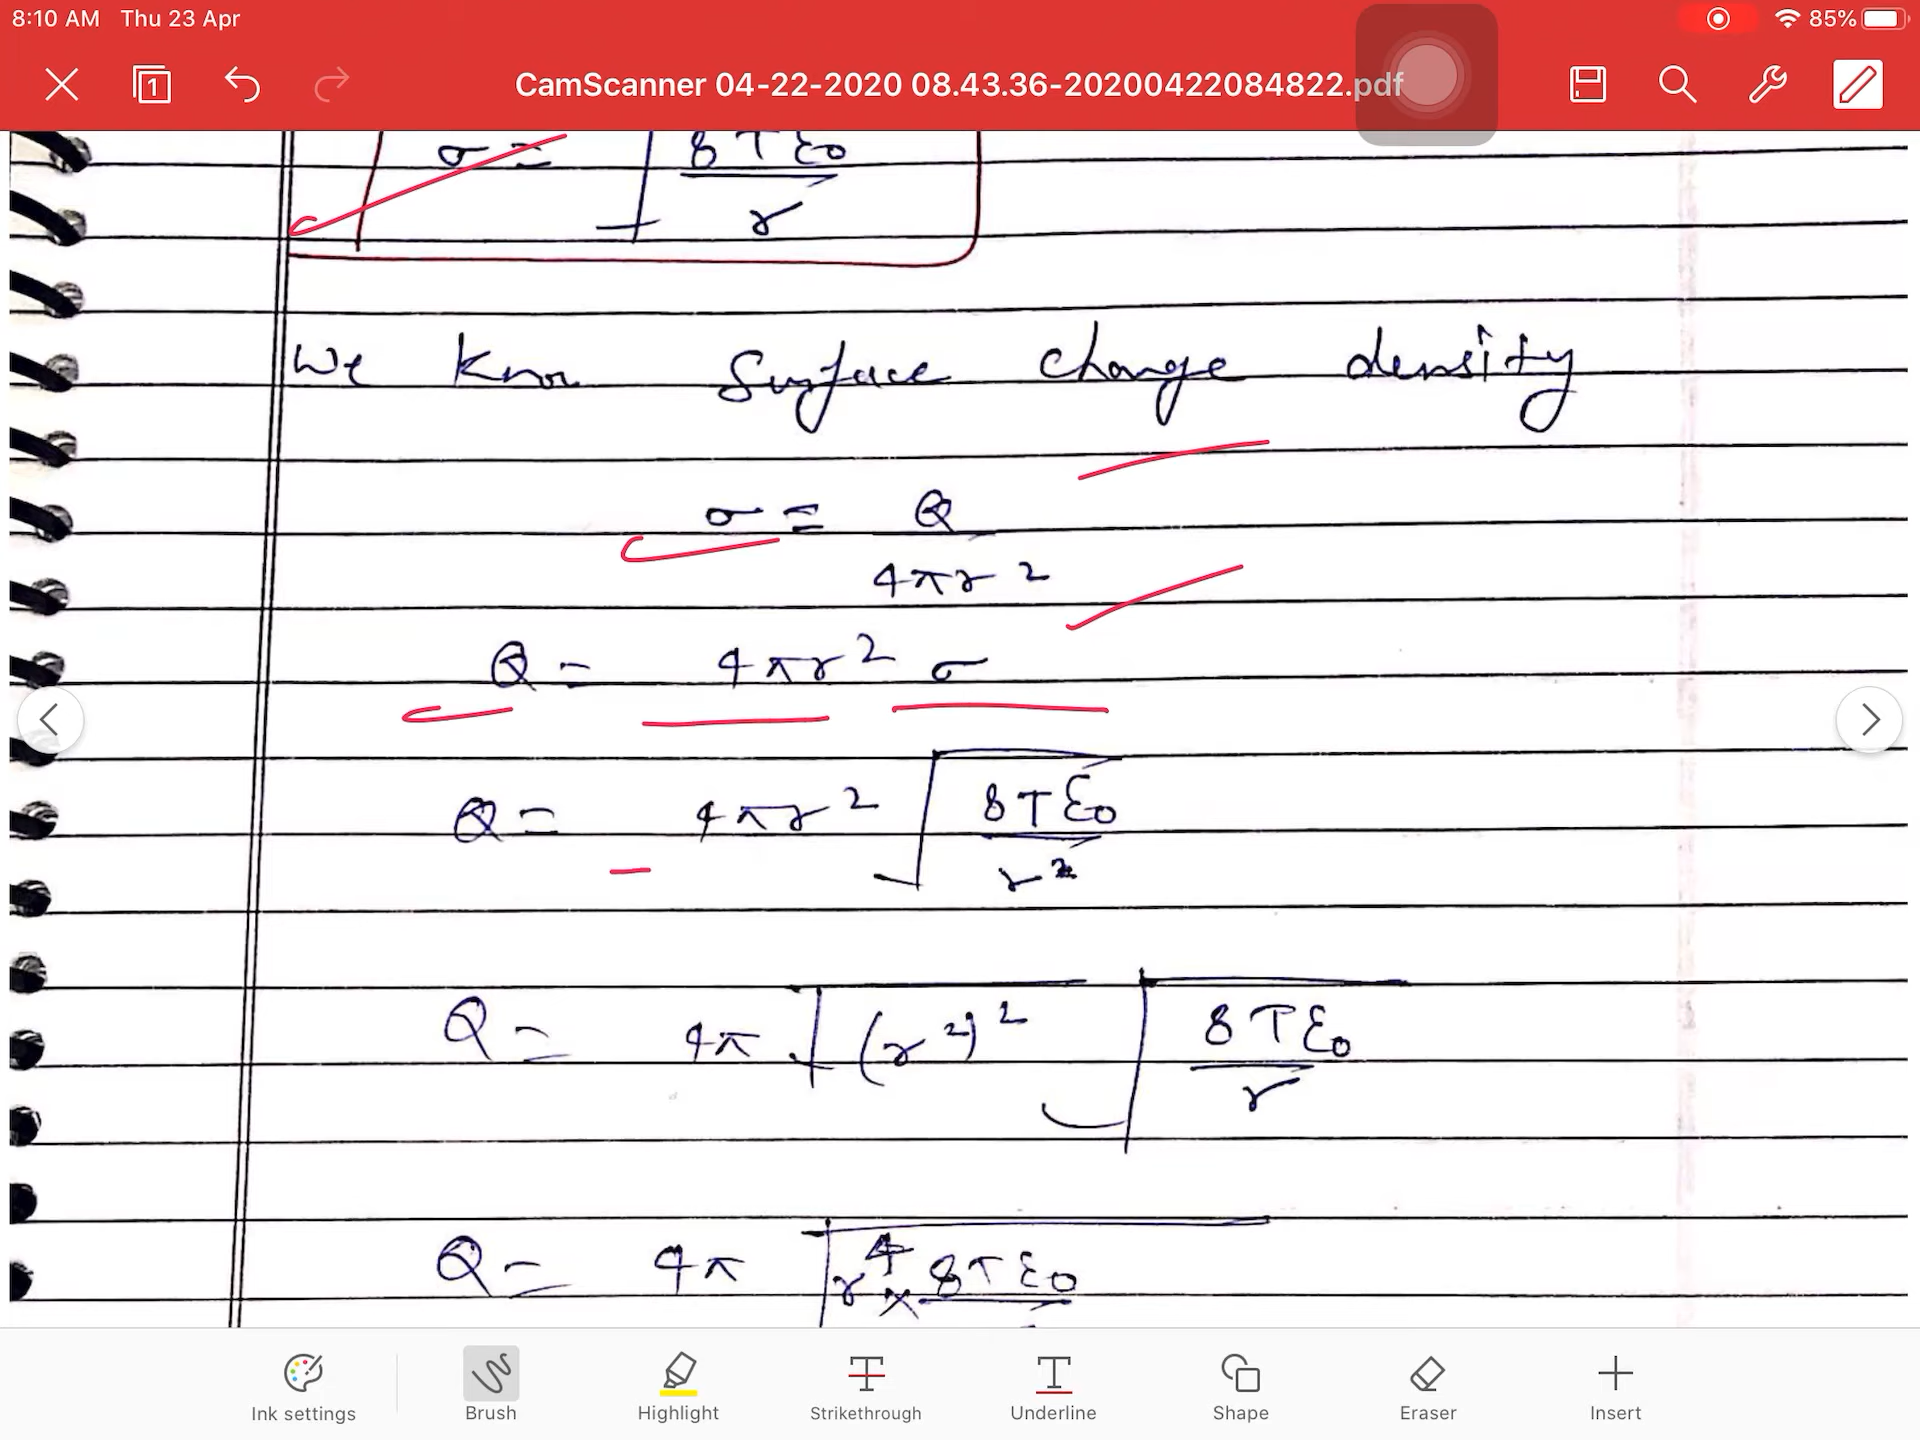 8:10 AM Thu 23 Apr
85%
CamScanner 04-22-2020 08.43.36-20200422084822.pdf
σ = √(8Tε₀/r)
We know Surface charge density
σ = Q/4πr²
Q = 4πr² σ
Q = 4πr² √(8Tε₀/r)
Q = 4π √(r²)² √(8Tε₀/r)
Q = 4π √r⁴ × 8Tε₀
Ink settings Brush Highlight Strikethrough Underline Shape Eraser Insert